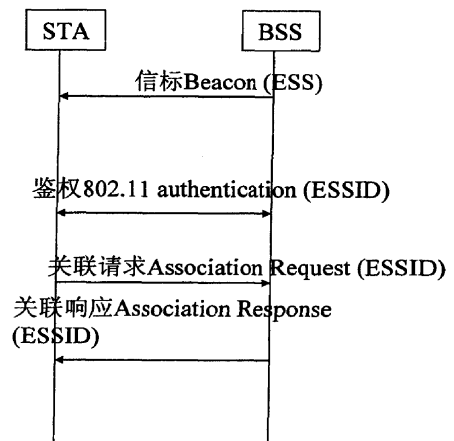 STA
BSS
信标Beacon (ESS)
鉴权802.11 authentication (ESSID)
关联请求Association Request (ESSID)
关联响应Association Response
(ESSID)